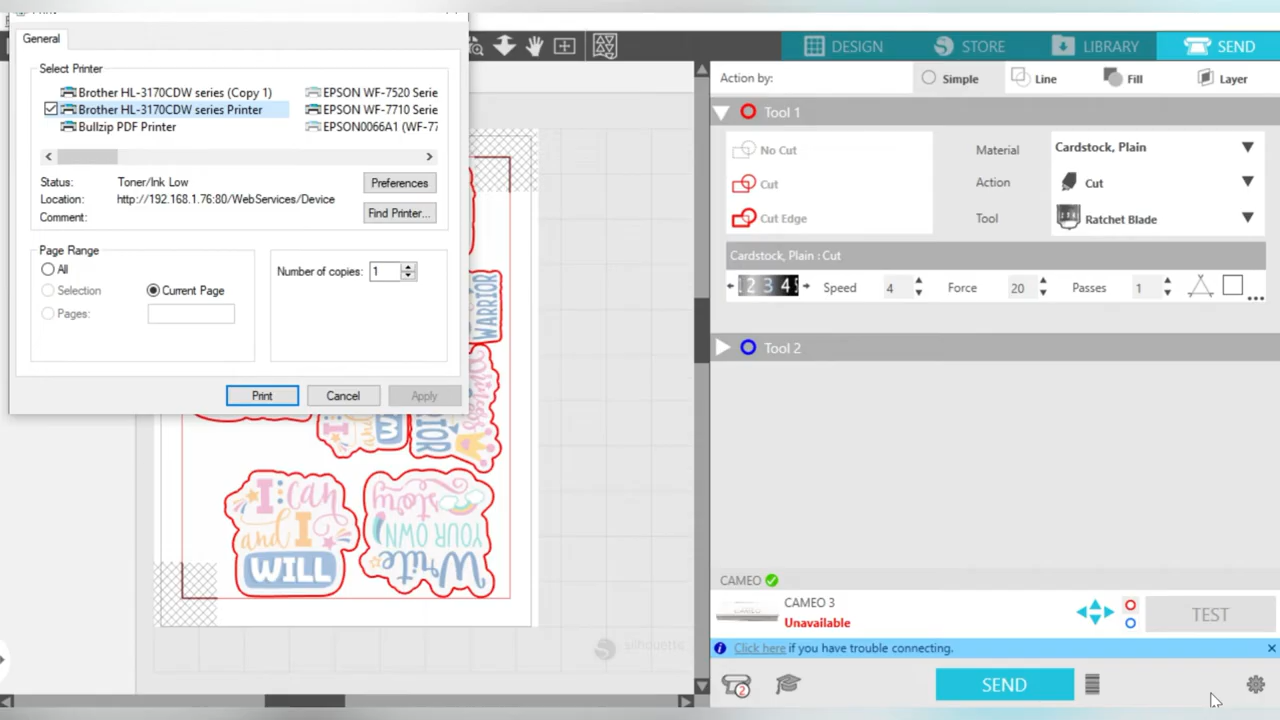 General
Select Printer
Brother HL-3170CDW series (Copy 1)
Brother HL-3170CDW series Printer
Bullzip PDF Printer
EPSON WF-7520 Serie
EPSON WF-7710 Serie
EPSON0066A1 (WF-77
Status: Toner/Ink Low
Location: http://192.168.1.76:80/WebServices/Device
Comment:
Preferences
Find Printer...
Page Range
All
Selection
Current Page
Pages:
Number of copies: 1
Print
Cancel
Apply
WARRIOR
I can
and I
WILL
Write
YOUR OWN
story
silhouette
DESIGN
STORE
LIBRARY
SEND
Action by:
Simple
Line
Fill
Layer
Tool 1
No Cut
Cut
Cut Edge
Material Cardstock, Plain
Action Cut
Tool Ratchet Blade
Cardstock, Plain : Cut
2 3 4
Speed 4
Force 20
Passes 1
...
Tool 2
CAMEO
CAMEO 3
Unavailable
TEST
Click here if you have trouble connecting.
2
SEND